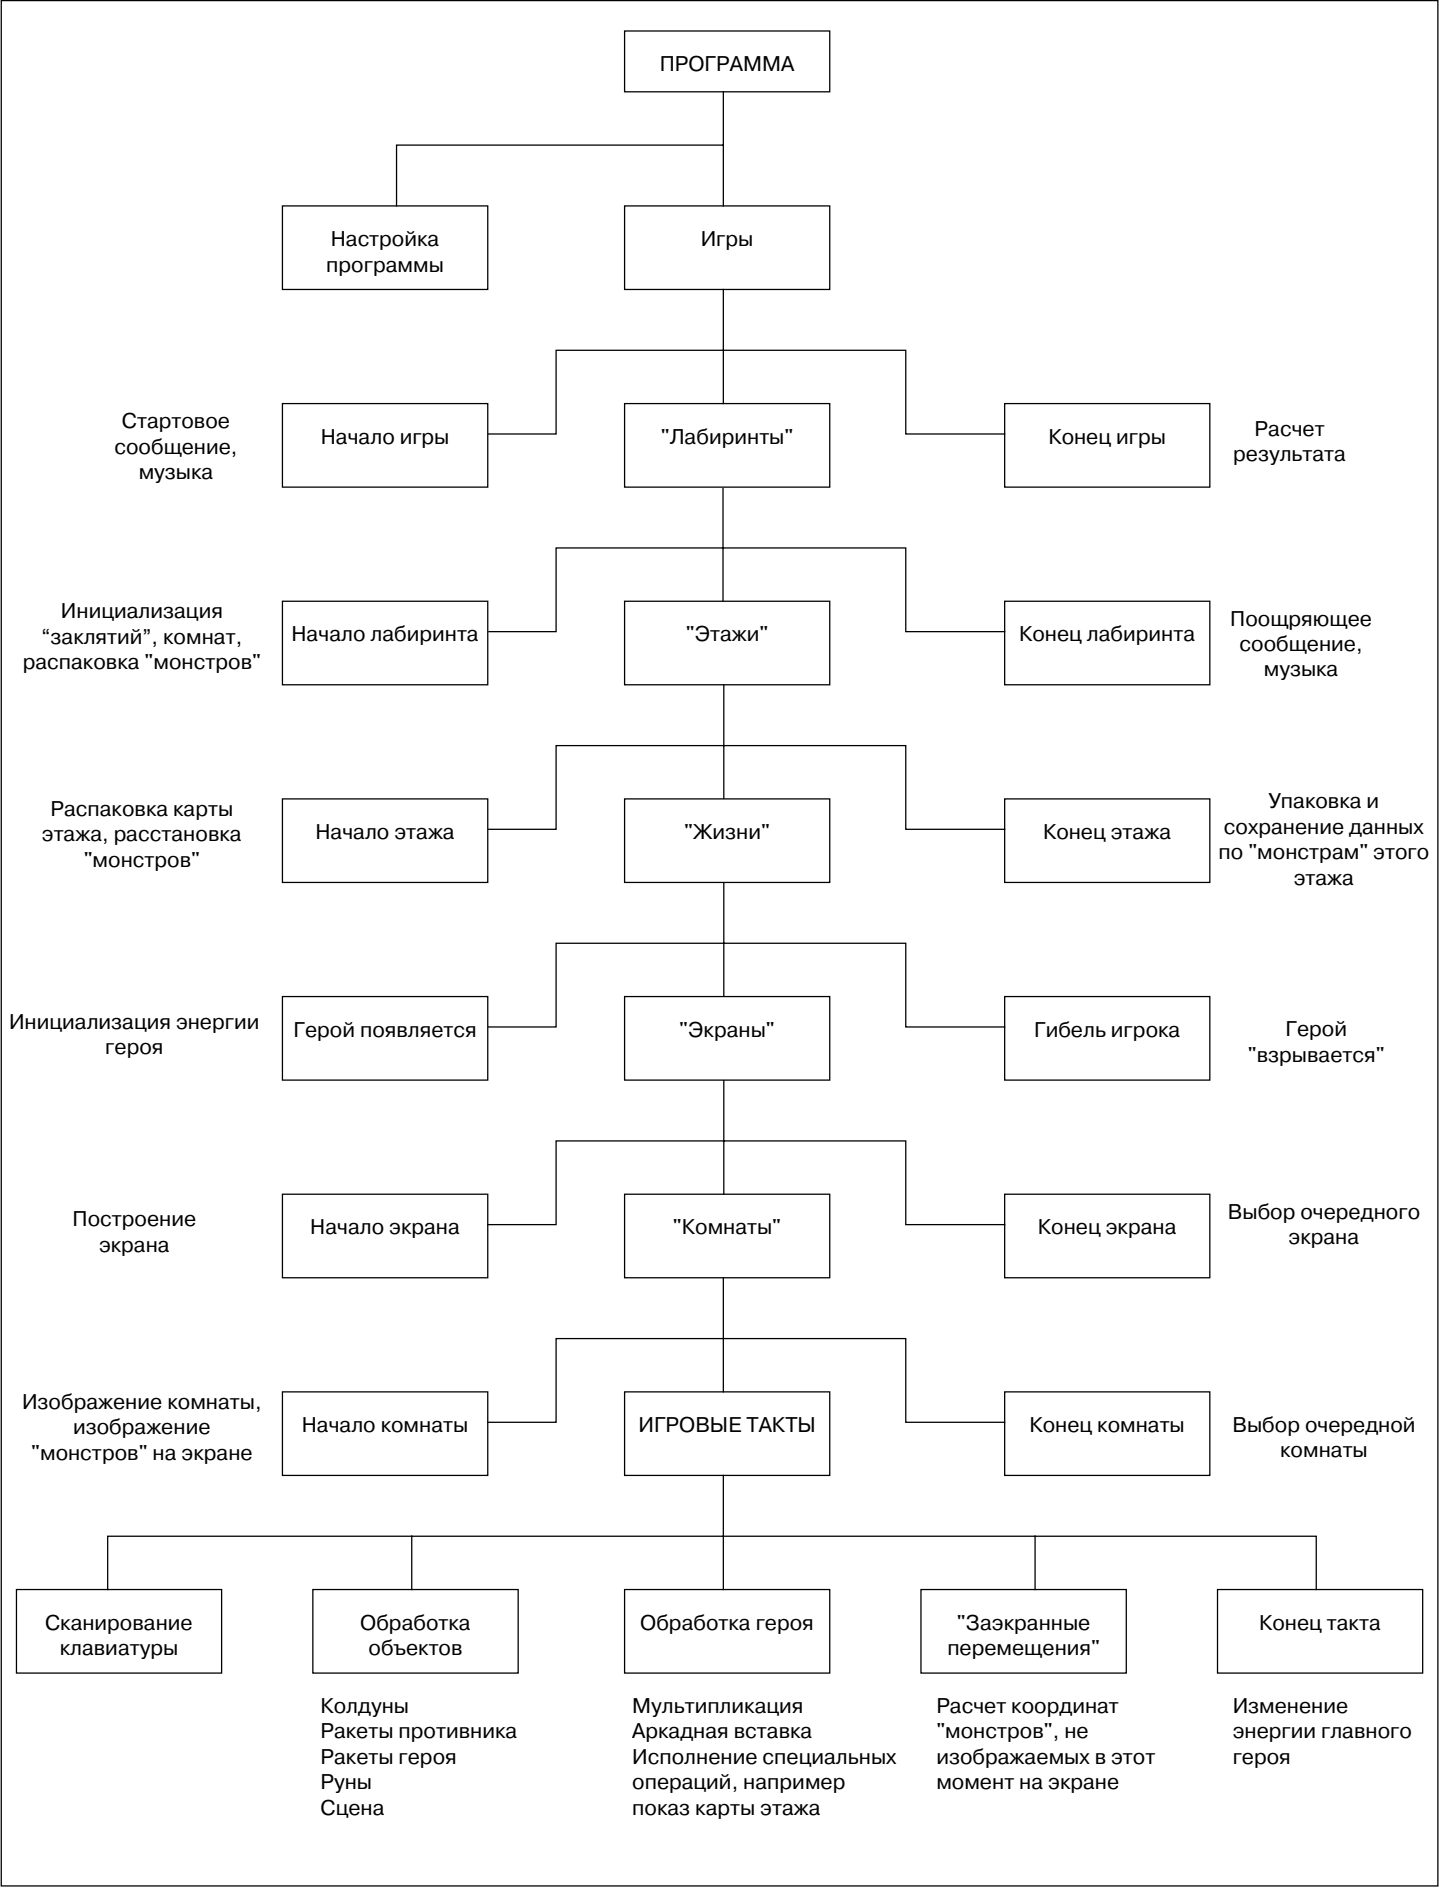 ПРОГРАММА
Настройка
программы
Игры
Стартовое
сообщение,
музыка
Начало игры
"Лабиринты"
Конец игры
Расчет
результата
Инициализация
“заклятий”, комнат,
распаковка "монстров"
Начало лабиринта
"Этажи"
Конец лабиринта
Поощряющее
сообщение,
музыка
Распаковка карты
этажа, расстановка
"монстров"
Начало этажа
"Жизни"
Конец этажа
Упаковка и
сохранение данных
по "монстрам" этого
этажа
Инициализация энергии
героя
Герой появляется
"Экраны"
Гибель игрока
Герой
"взрывается"
Построение
экрана
Начало экрана
"Комнаты"
Конец экрана
Выбор очередного
экрана
Изображение комнаты,
изображение
"монстров" на экране
Начало комнаты
ИГРОВЫЕ ТАКТЫ
Конец комнаты
Выбор очередной
комнаты
Сканирование
клавиатуры
Обработка
объектов
Колдуны
Ракеты противника
Ракеты героя
Руны
Сцена
Обработка героя
Мультипликация
Аркадная вставка
Исполнение специальных
операций, например
показ карты этажа
"Заэкранные
перемещения"
Расчет координат
"монстров", не
изображаемых в этот
момент на экране
Конец такта
Изменение
энергии главного
героя